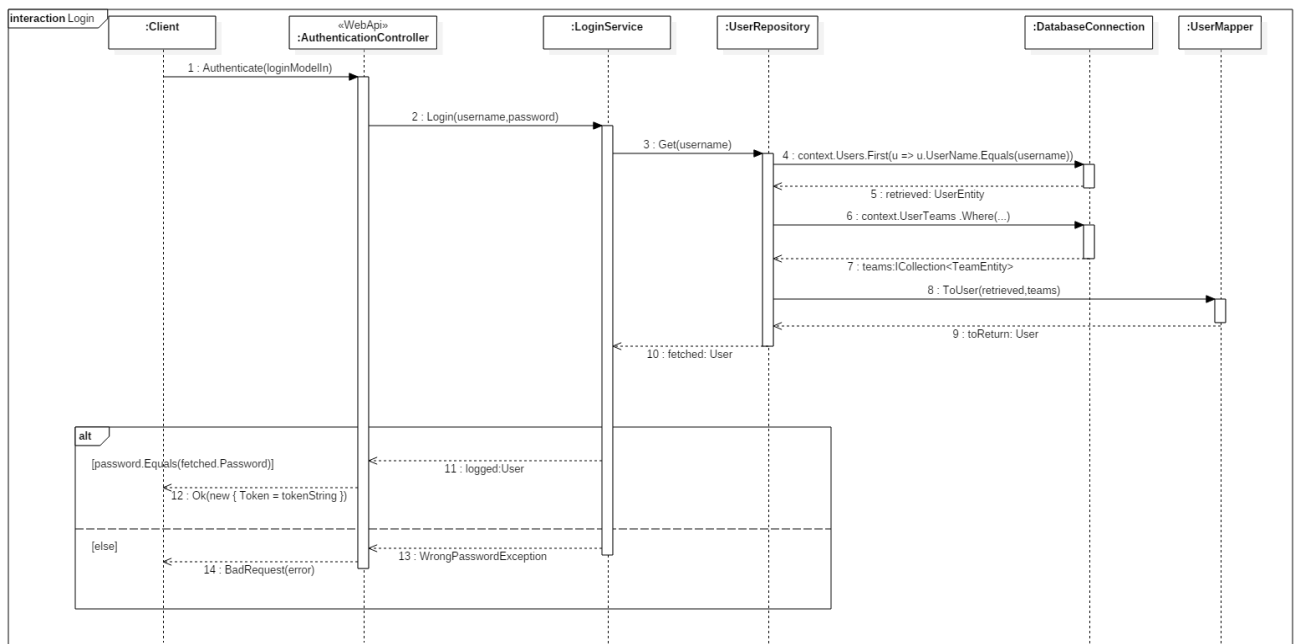 interaction Login
:Client
«WebApi»
:AuthenticationController
:LoginService
:UserRepository
:DatabaseConnection
:UserMapper
1 : Authenticate(loginModelIn)
2 : Login(username,password)
3 : Get(username)
4 : context.Users.First(u => u.UserName.Equals(username))
5 : retrieved: UserEntity
6 : context.UserTeams .Where(...)
7 : teams:ICollection<TeamEntity>
8 : ToUser(retrieved,teams)
9 : toReturn: User
10 : fetched: User
alt
[password.Equals(fetched.Password)]
11 : logged:User
12 : Ok(new { Token = tokenString })
[else]
13 : WrongPasswordException
14 : BadRequest(error)